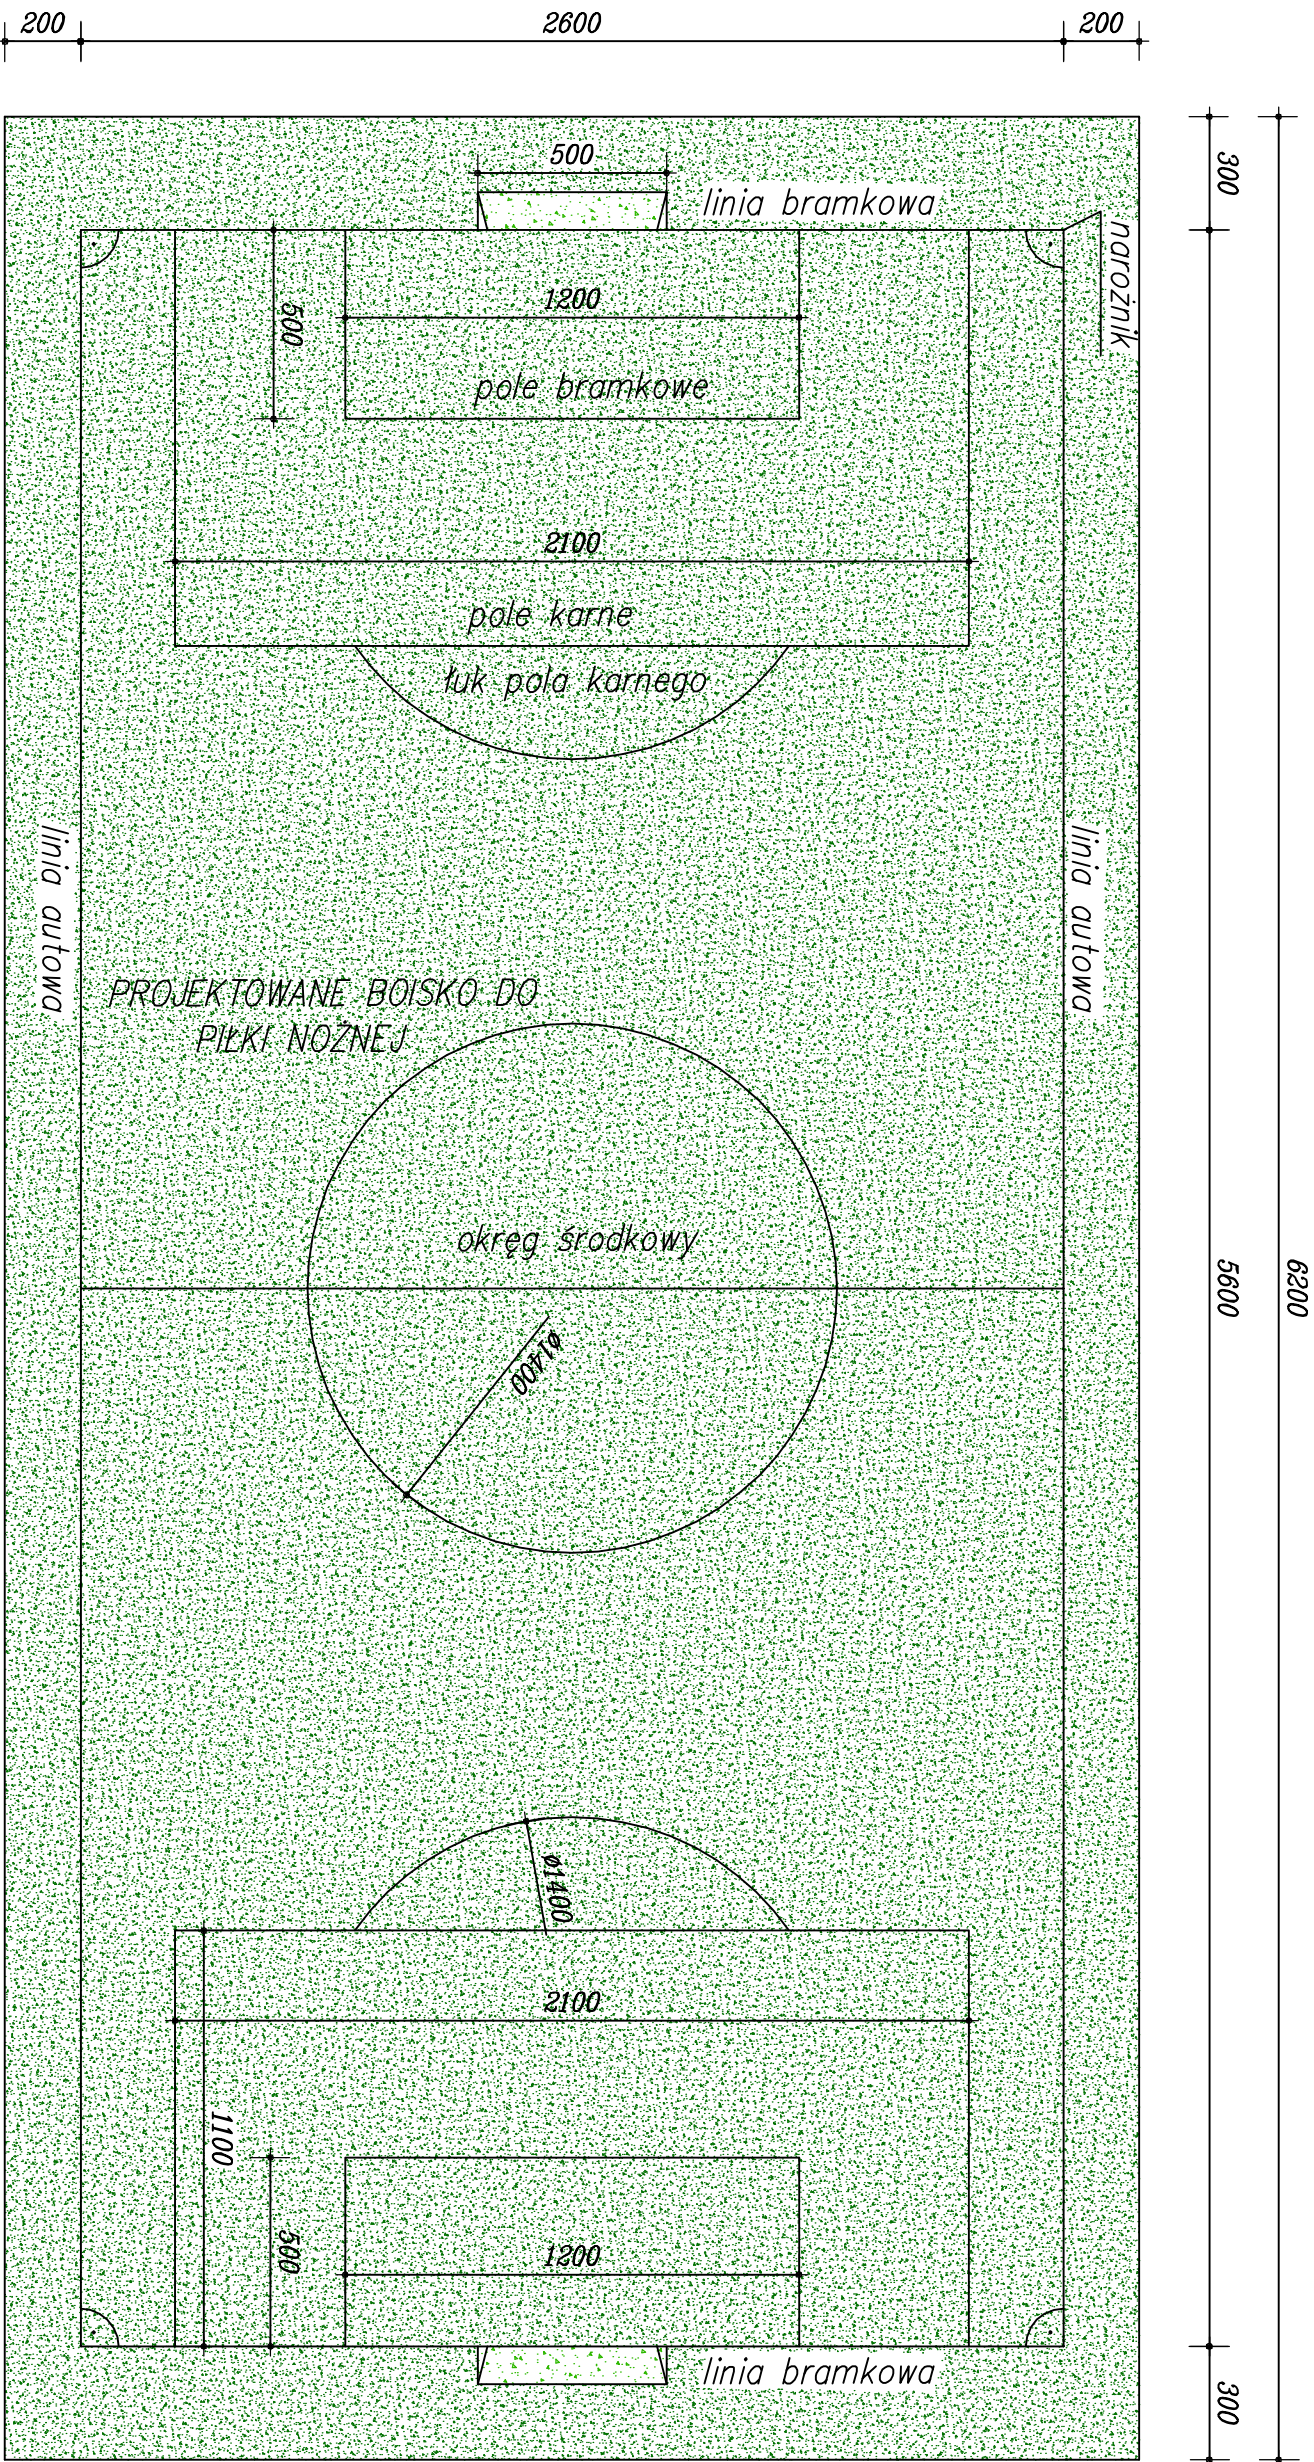 200
2600
200
500
linia bramkowa
300
narożnik
1200
500
pole bramkowe
2100
pole karne
łuk pola karnego
linia autowa
linia autowa
PROJEKTOWANE BOISKO DO
PIŁKI NOŻNEJ
okręg środkowy
5600
6200
ø1400
ø1400
2100
1100
500
1200
linia bramkowa
300